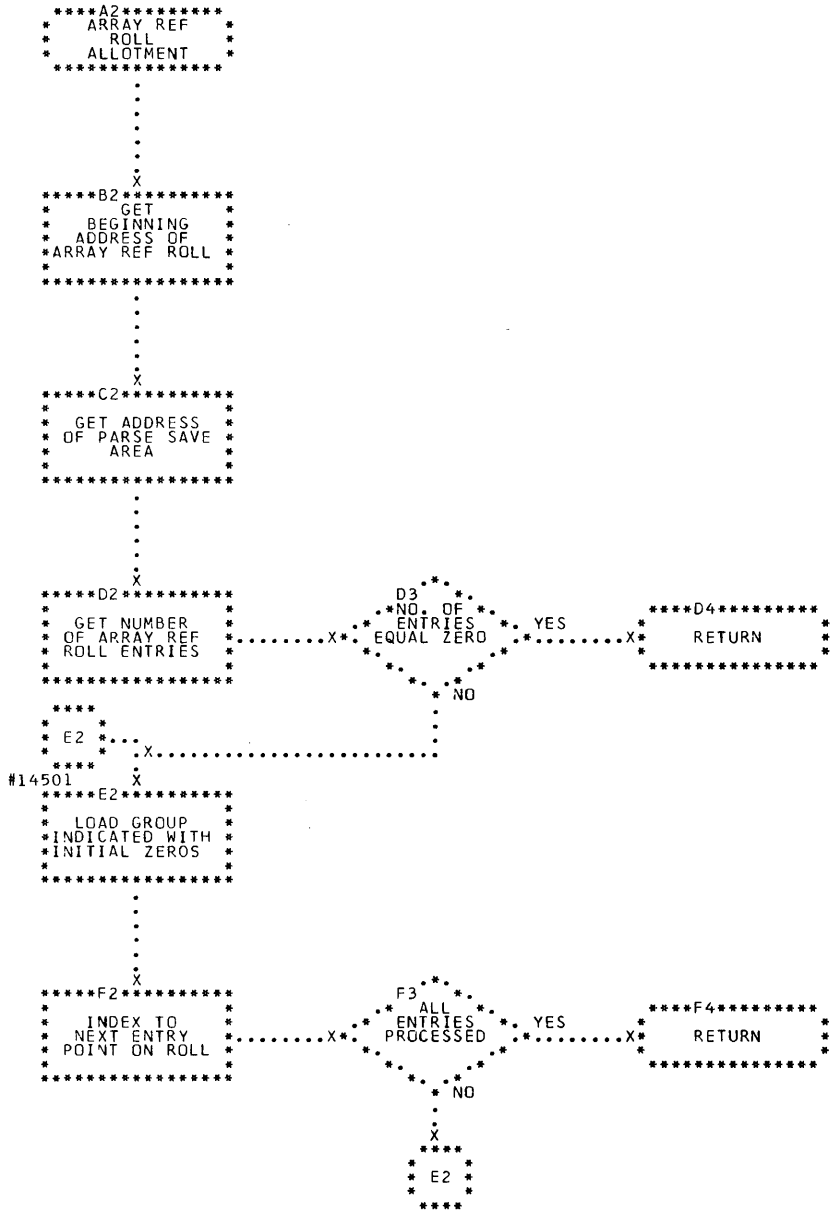 A2
ARRAY REF
ROLL
ALLOTMENT
B2
GET
BEGINNING
ADDRESS OF
ARRAY REF ROLL
C2
GET ADDRESS
OF PARSE SAVE
AREA
D2
GET NUMBER
OF ARRAY REF
ROLL ENTRIES
D3
NO. OF
ENTRIES
EQUAL ZERO
YES
D4
RETURN
NO
E2
#14501
E2
LOAD GROUP
INDICATED WITH
INITIAL ZEROS
F2
INDEX TO
NEXT ENTRY
POINT ON ROLL
F3
ALL
ENTRIES
PROCESSED
YES
F4
RETURN
NO
E2